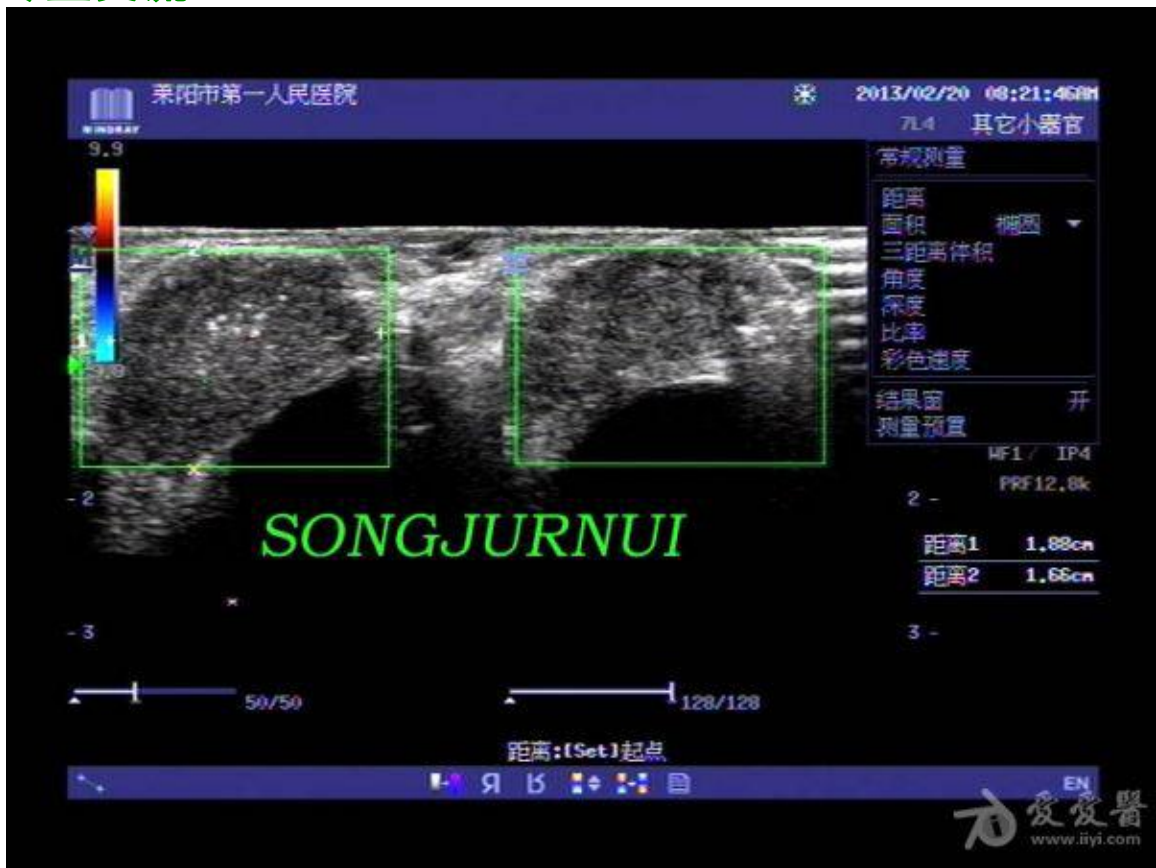 莱阳市第一人民医院
2013/02/20 08:21:46AM
MINDRAY
7L4 其它小器官
9.9
常规测量
距离
面积 椭圆
三距离体积
角度
深度
比率
彩色速度
结果窗 开
测量预置
WF1/ IP4
PRF12.8k
- 2
2 -
SONGJURNUI
距离1 1.88cm
距离2 1.66cm
- 3
3 -
50/50
128/128
距离:[Set]起点
EN
爱爱醫
www.iiyi.com